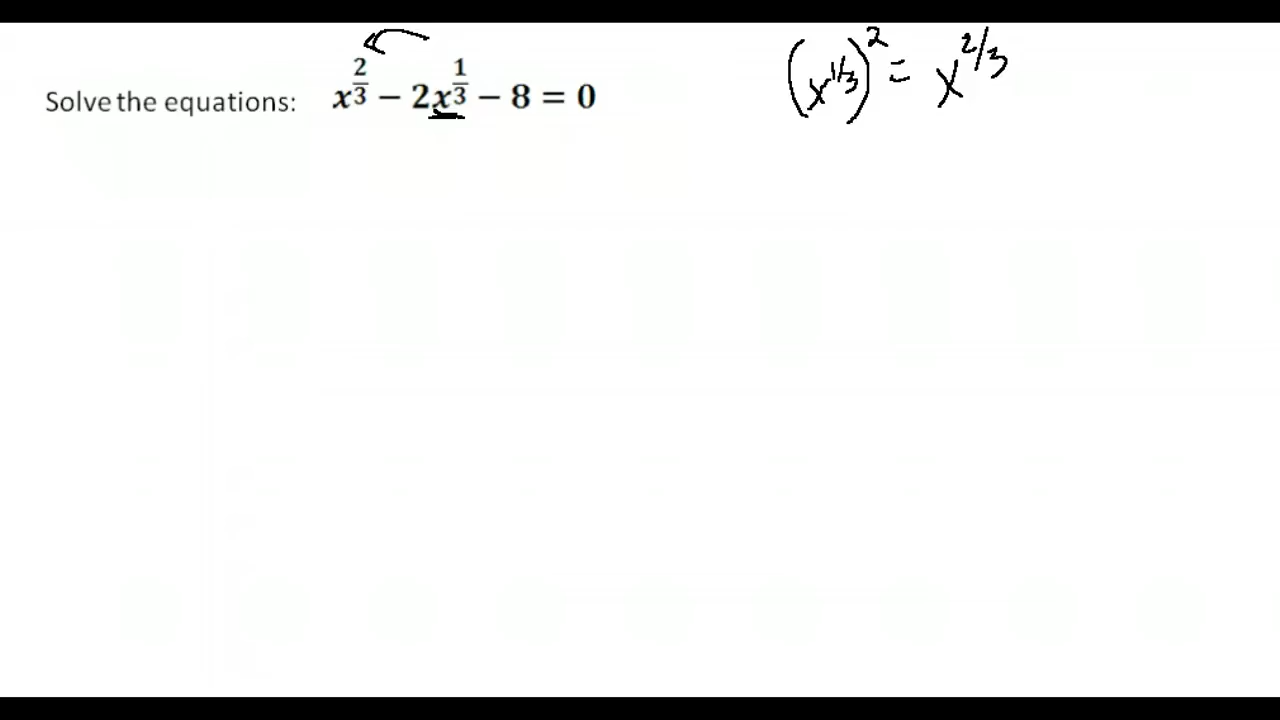 Solve the equations: x^{2/3} − 2x^{1/3} − 8 = 0
(x^{1/3})^2 = x^{2/3}